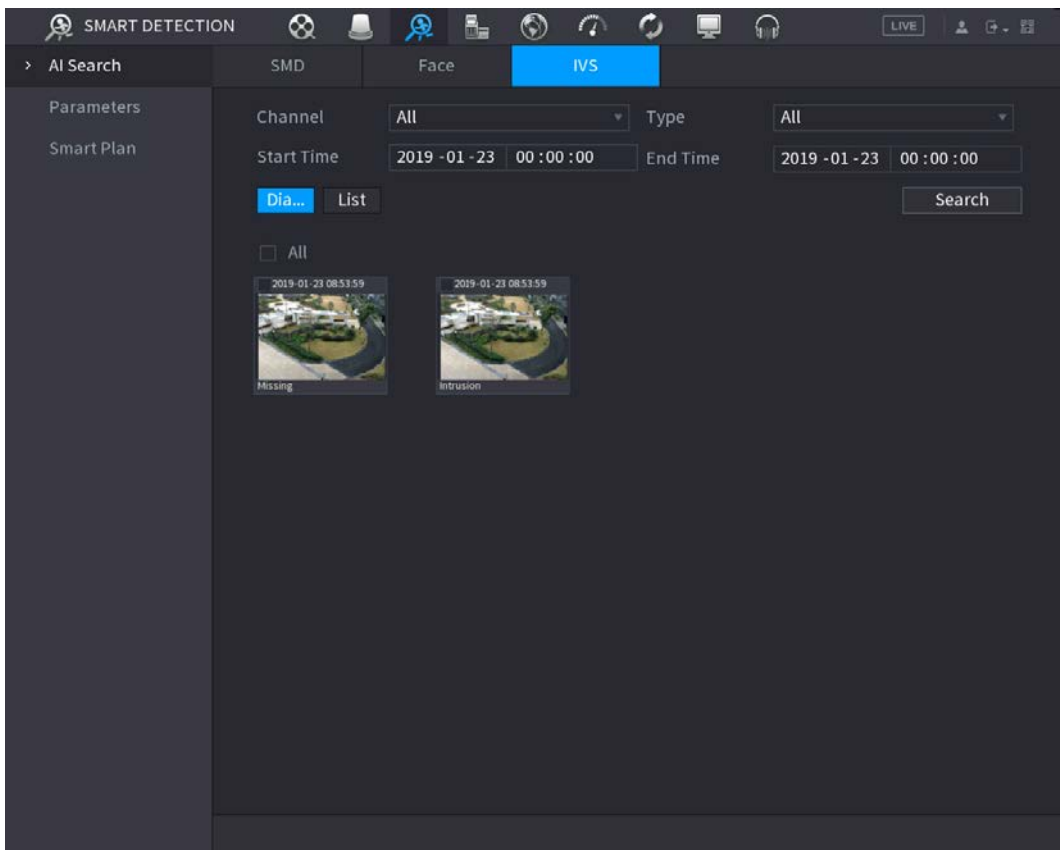 SMART DETECTION
LIVE
AI Search
SMD Face IVS
Parameters
Smart Plan
Channel All Type All
Start Time 2019 -01 -23 00 :00 :00 End Time 2019 -01 -23 00 :00 :00
Dia... List Search
All
2019-01-23 08:53:59 2019-01-23 08:53:59
Missing Intrusion